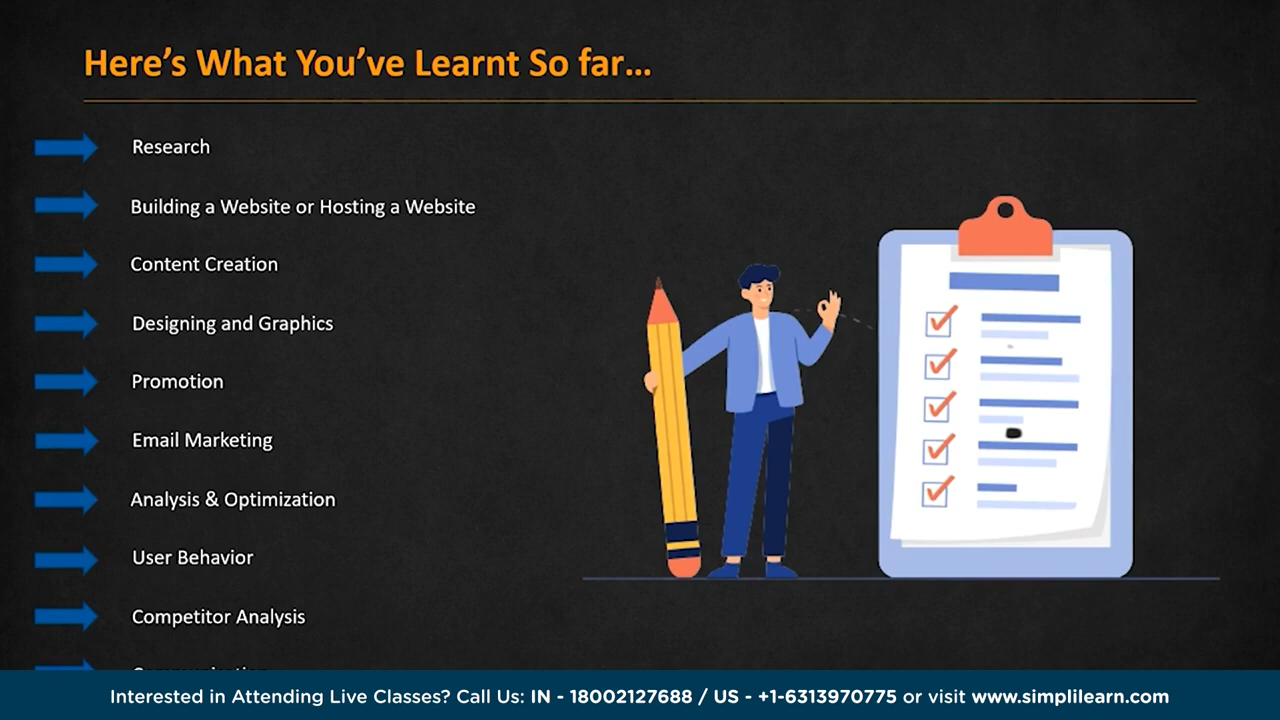 Here's What You've Learnt So far...
Research
Building a Website or Hosting a Website
Content Creation
Designing and Graphics
Promotion
Email Marketing
Analysis & Optimization
User Behavior
Competitor Analysis
Interested in Attending Live Classes? Call Us: IN - 18002127688 / US - +1-6313970775 or visit www.simplilearn.com